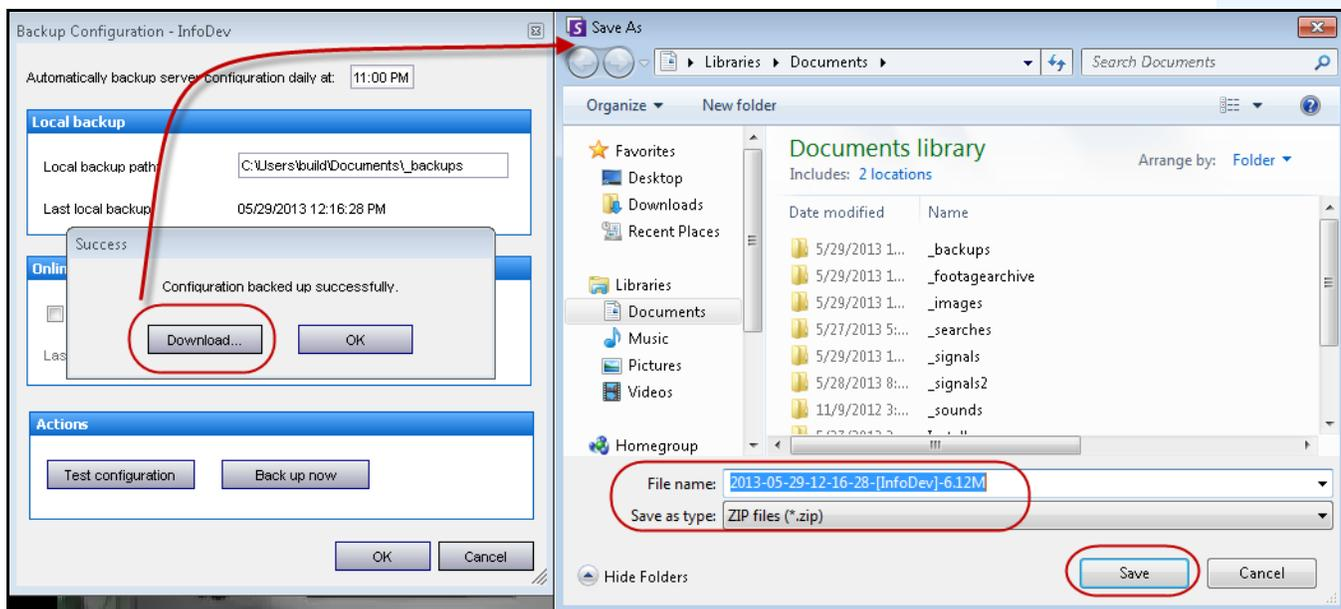 Backup Configuration - InfoDev
Automatically backup server configuration daily at: 11:00 PM
Local backup
Local backup path: C:\Users\build\Documents\_backups
Last local backup 05/29/2013 12:16:28 PM
Onlin
Las
Success
Configuration backed up successfully.
Download... OK
Actions
Test configuration Back up now
OK Cancel
S Save As
Libraries Documents Search Documents
Organize New folder
Favorites
Desktop
Downloads
Recent Places
Libraries
Documents
Music
Pictures
Videos
Homegroup
Documents library
Includes: 2 locations
Arrange by: Folder
Date modified Name
5/29/2013 1... _backups
5/29/2013 1... _footagearchive
5/29/2013 1... _images
5/27/2013 5:... _searches
5/29/2013 1... _signals
5/28/2013 8:... _signals2
11/9/2012 3:... _sounds
File name: 2013-05-29-12-16-28-[InfoDev]-6.12M
Save as type: ZIP files (*.zip)
Hide Folders Save Cancel